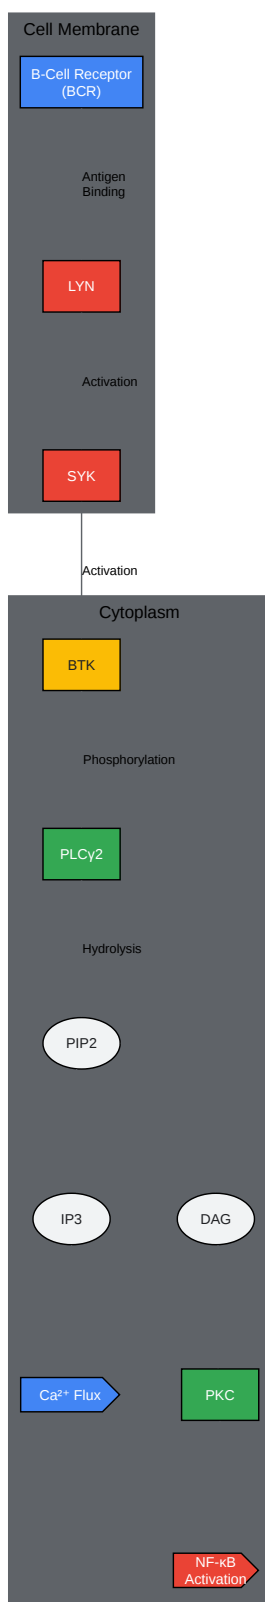 Cell Membrane
B-Cell Receptor
(BCR)
Antigen
Binding
LYN
Activation
SYK
Activation
Cytoplasm
BTK
Phosphorylation
PLCγ2
Hydrolysis
PIP2
IP3
DAG
Ca²⁺ Flux
PKC
NF-κB
Activation